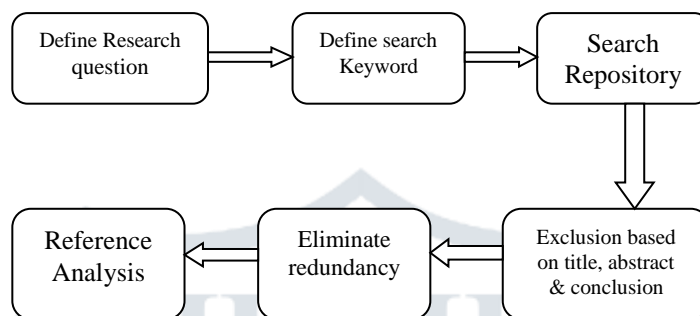 Define Research
question
Define search
Keyword
Search
Repository
Exclusion based
on title, abstract
& conclusion
Eliminate
redundancy
Reference
Analysis